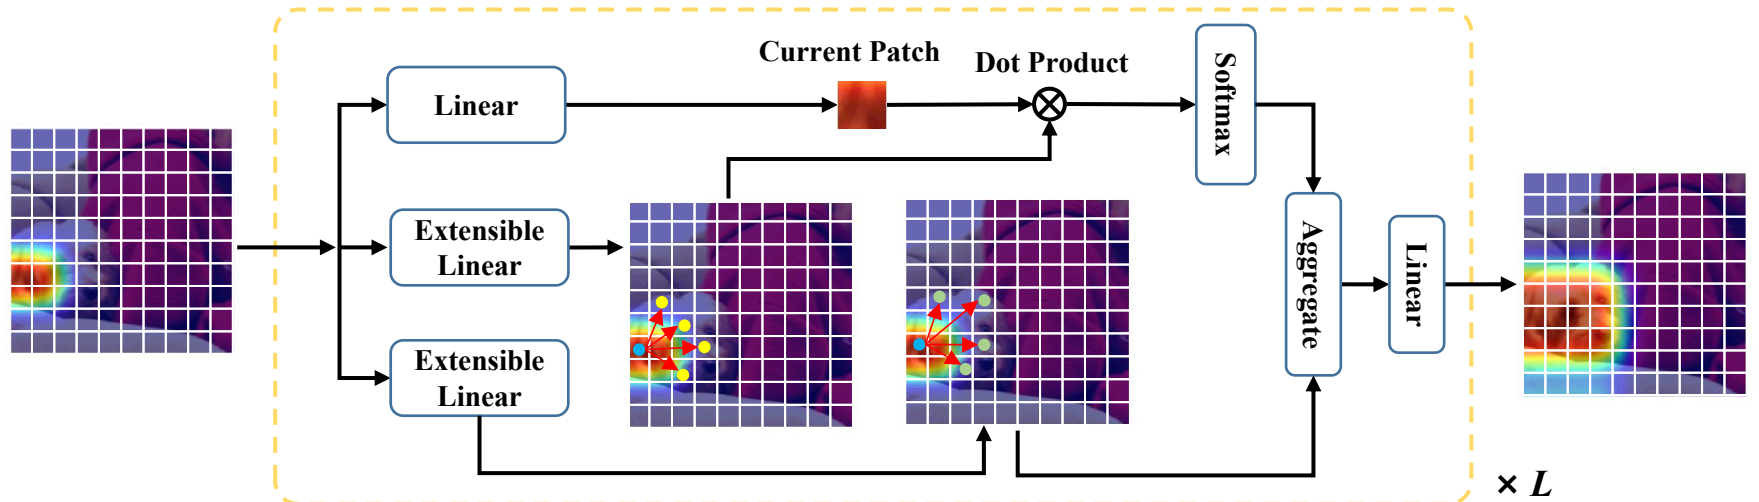 Current Patch
Dot Product
Softmax
Linear
Extensible
Linear
Extensible
Linear
Aggregate
Linear
× L